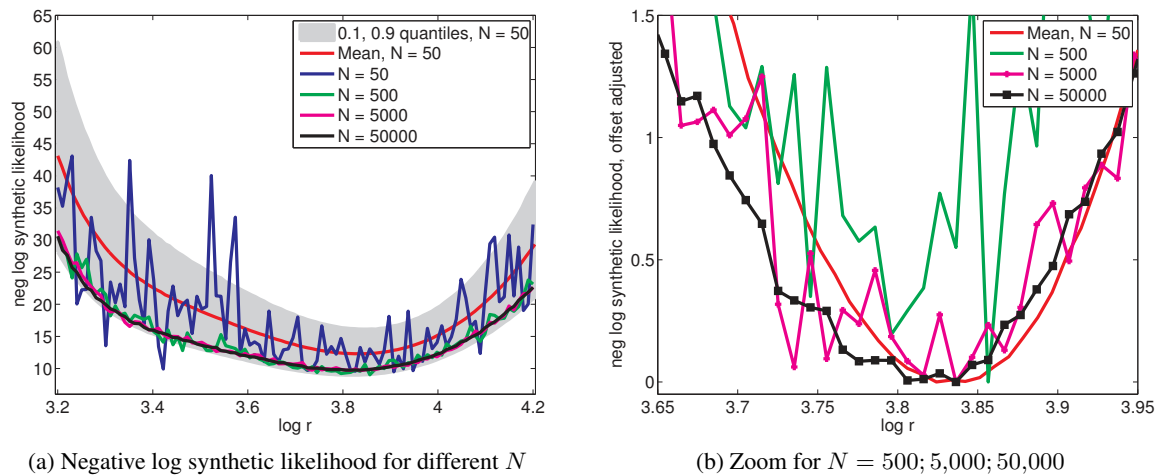 65
60
55
50
45
40
35
30
25
20
15
10
3.2
3.4
3.6
3.8
4
4.2
neg log synthetic likelihood
log r
0.1, 0.9 quantiles, N = 50
Mean, N = 50
N = 50
N = 500
N = 5000
N = 50000
(a) Negative log synthetic likelihood for different N
1.5
1
0.5
0
3.65
3.7
3.75
3.8
3.85
3.9
3.95
neg log synthetic likelihood, offset adjusted
log r
Mean, N = 50
N = 500
N = 5000
N = 50000
(b) Zoom for N = 500; 5,000; 50,000